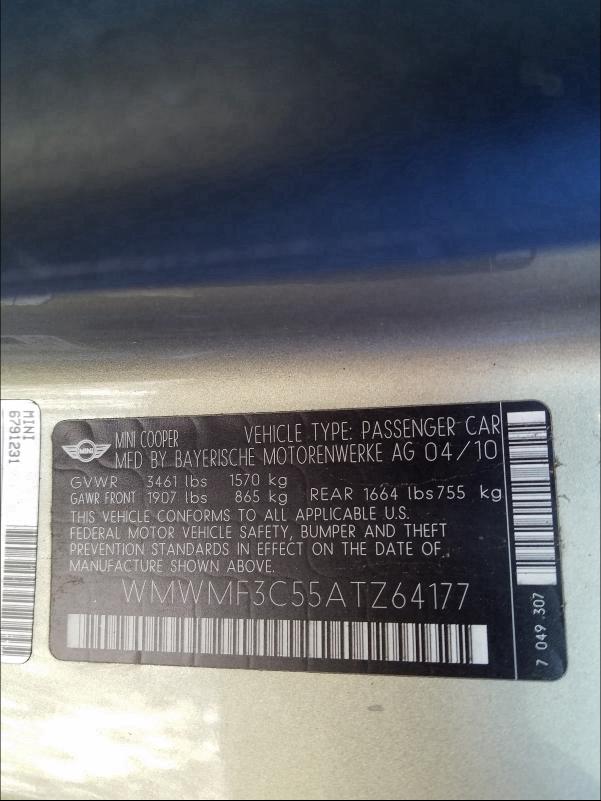 MINI
6791231
MINI
MINI COOPER VEHICLE TYPE: PASSENGER CAR
MFD BY BAYERISCHE MOTORENWERKE AG 04/10
GVWR 3461 lbs 1570 kg
GAWR FRONT 1907 lbs 865 kg REAR 1664 lbs 755 kg
THIS VEHICLE CONFORMS TO ALL APPLICABLE U.S.
FEDERAL MOTOR VEHICLE SAFETY, BUMPER AND THEFT
PREVENTION STANDARDS IN EFFECT ON THE DATE OF
MANUFACTURE SHOWN ABOVE.
WMWMF3C55ATZ64177
7 049.307